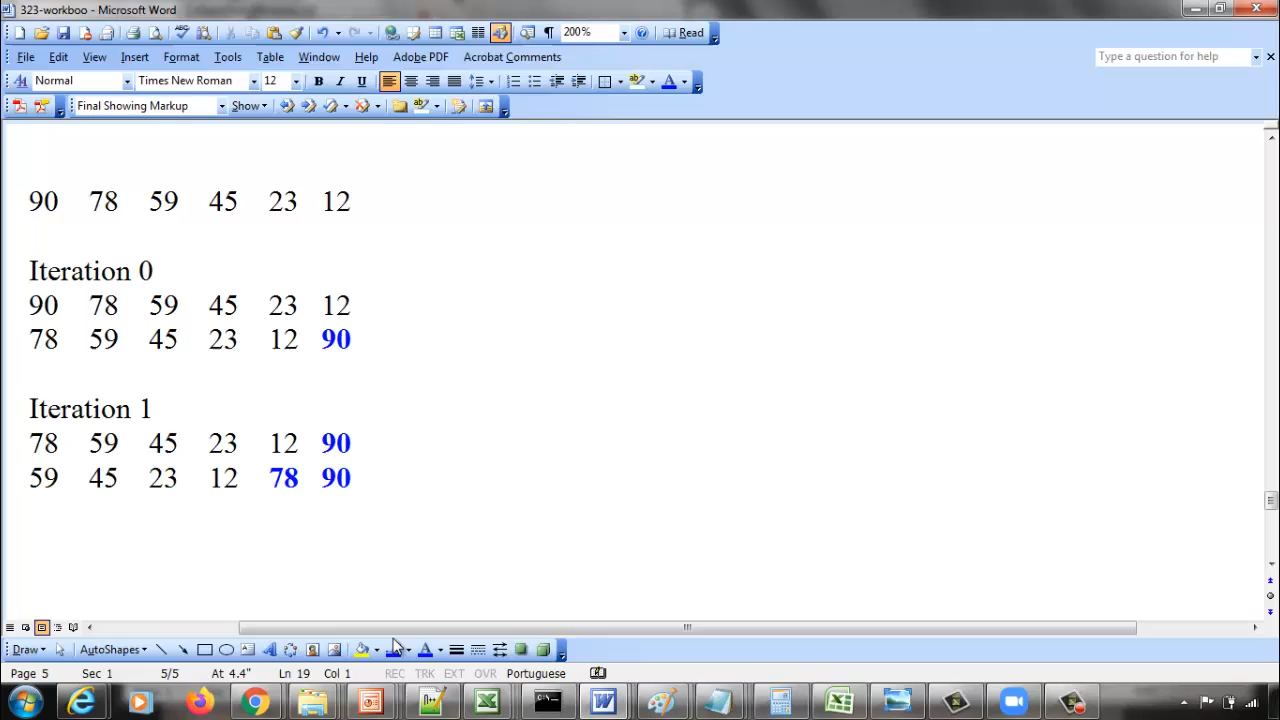 323-workboo - Microsoft Word
200% Read
File Edit View Insert Format Tools Table Window Help Adobe PDF Acrobat Comments Type a question for help
Normal Times New Roman 12 B I U
Final Showing Markup Show
90 78 59 45 23 12
Iteration 0
90 78 59 45 23 12
78 59 45 23 12 90
Iteration 1
78 59 45 23 12 90
59 45 23 12 78 90
Draw AutoShapes
Page 5 Sec 1 5/5 At 4.4" Ln 19 Col 1 REC TRK EXT OVR Portuguese